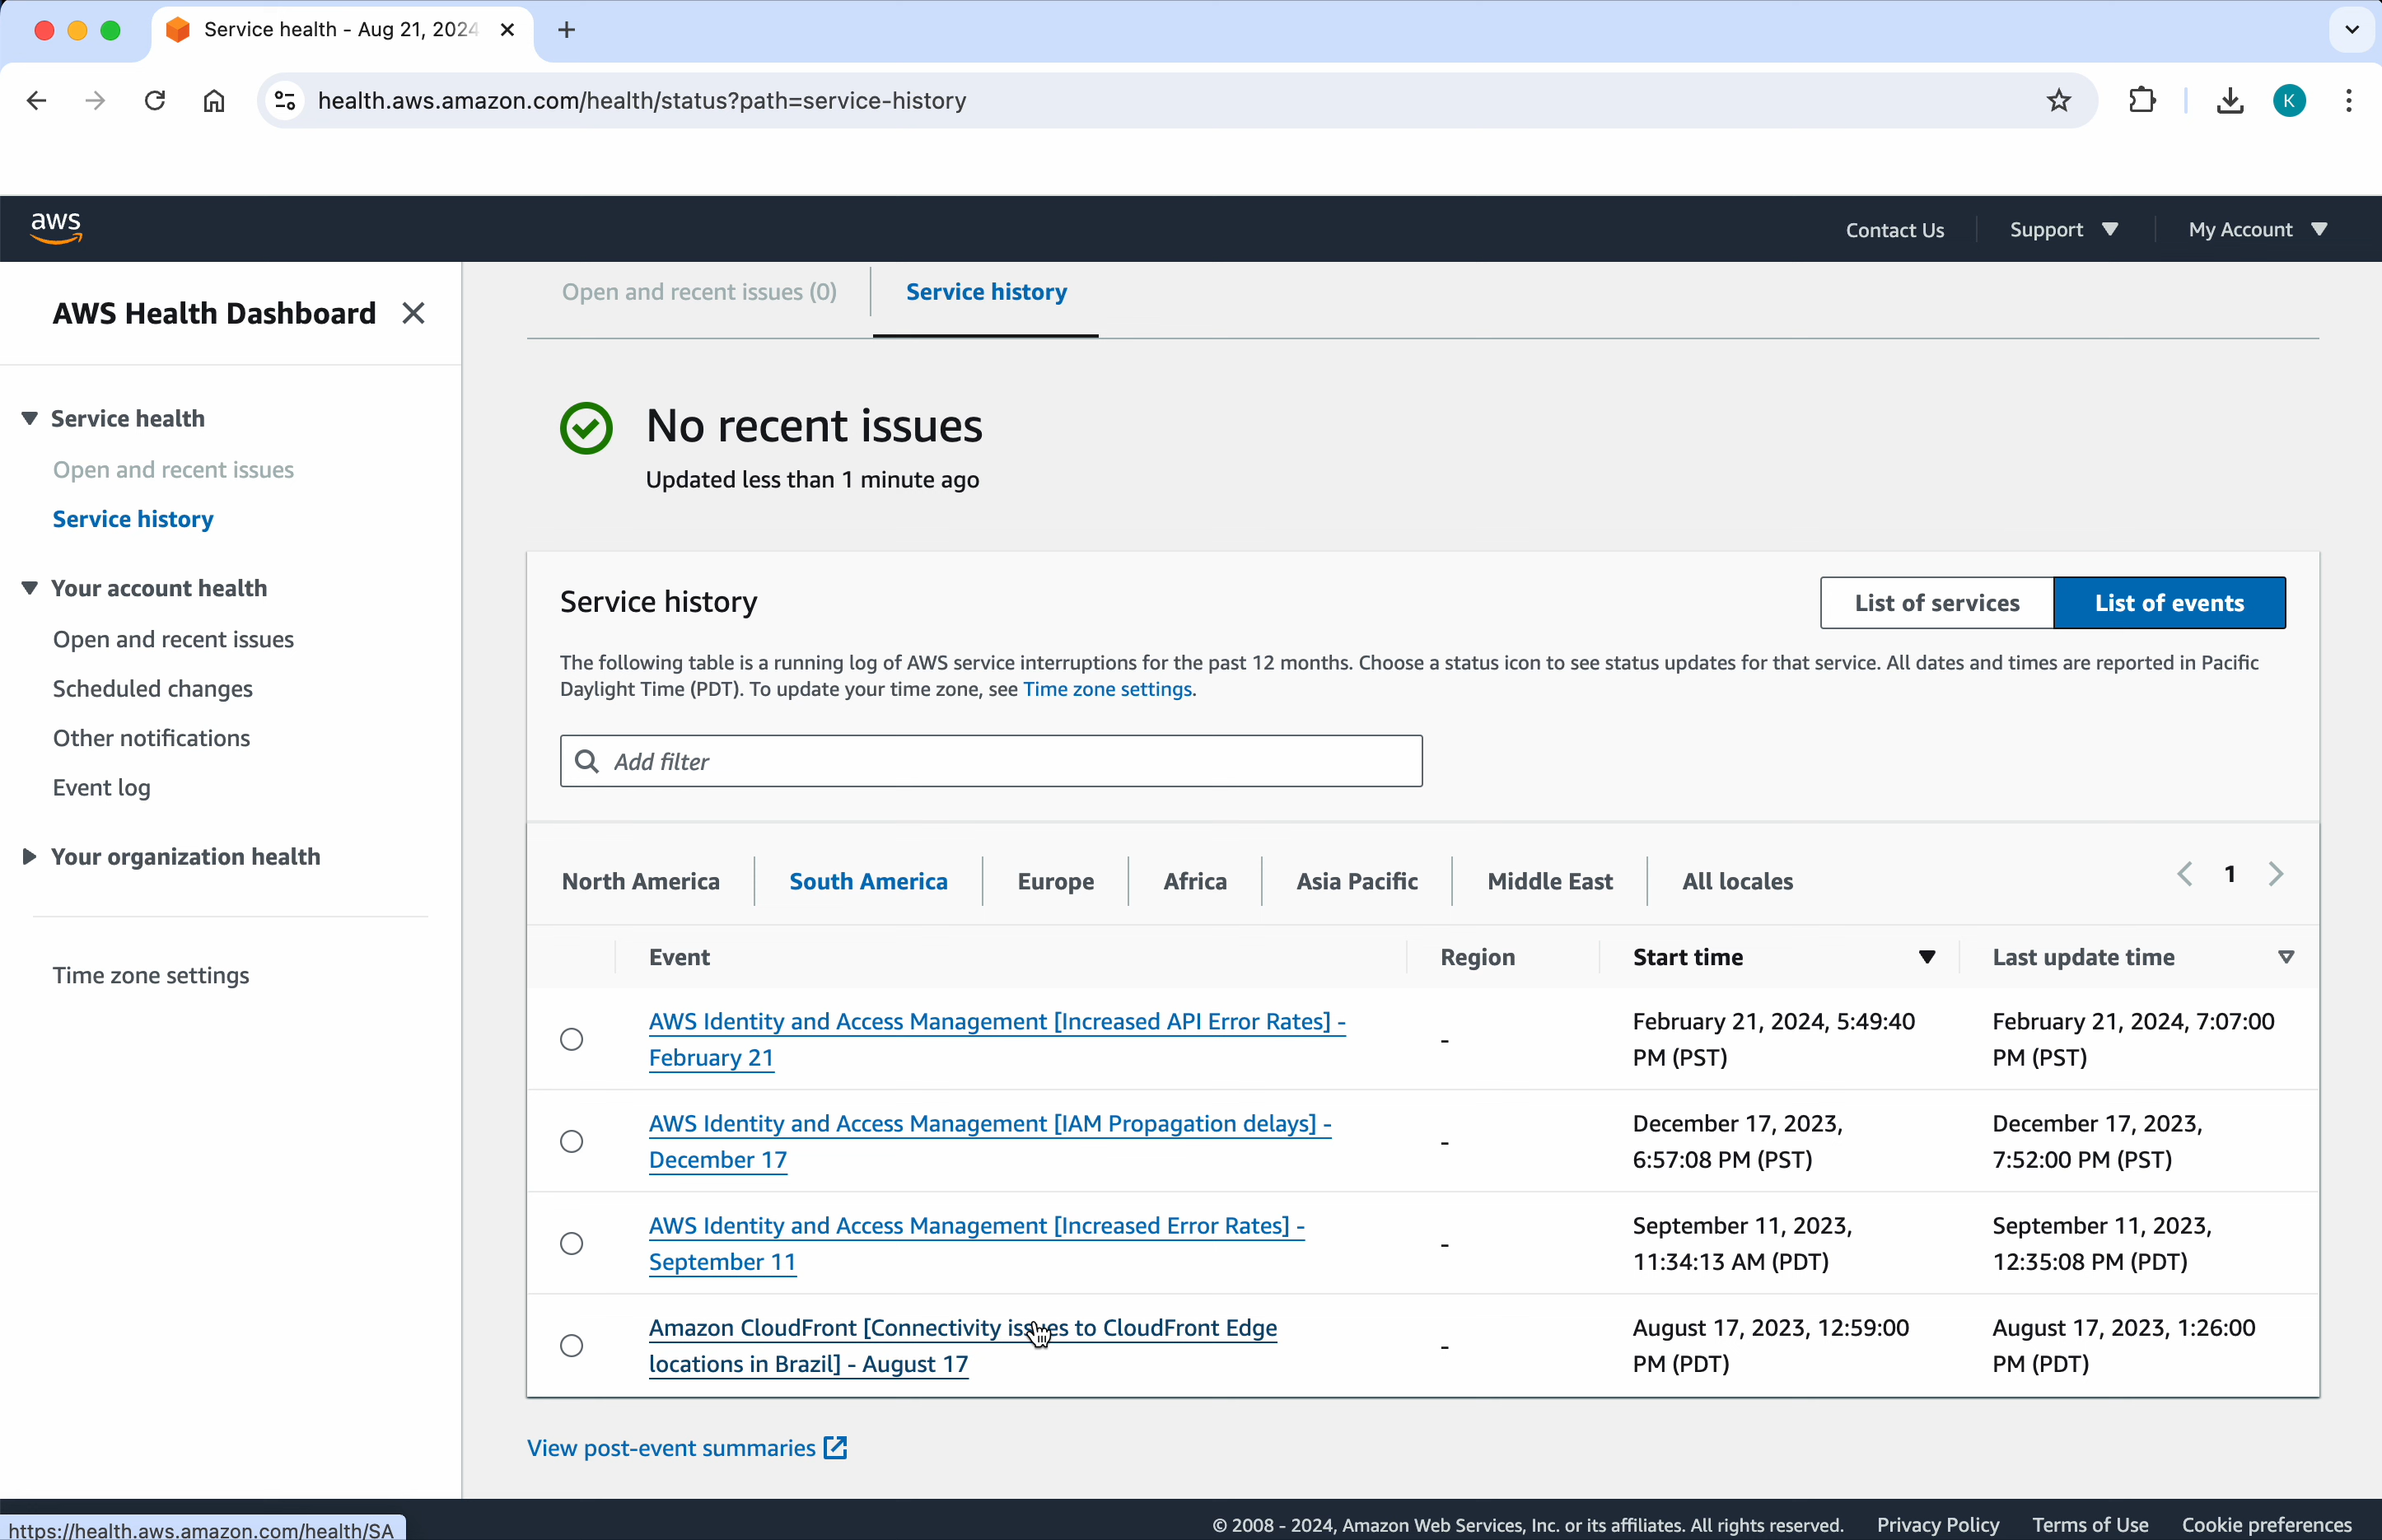 Service health - Aug 21, 2024
health.aws.amazon.com/health/status?path=service-history
K
aws
Contact Us
Support
My Account
AWS Health Dashboard
Service health
Open and recent issues
Service history
Your account health
Open and recent issues
Scheduled changes
Other notifications
Event log
Your organization health
Time zone settings
Open and recent issues (0)
Service history
No recent issues
Updated less than 1 minute ago
Service history
List of services
List of events
The following table is a running log of AWS service interruptions for the past 12 months. Choose a status icon to see status updates for that service. All dates and times are reported in Pacific
Daylight Time (PDT). To update your time zone, see Time zone settings.
Add filter
North America
South America
Europe
Africa
Asia Pacific
Middle East
All locales
1
Event
Region
Start time
Last update time
AWS Identity and Access Management [Increased API Error Rates] -
February 21
-
February 21, 2024, 5:49:40
PM (PST)
February 21, 2024, 7:07:00
PM (PST)
AWS Identity and Access Management [IAM Propagation delays] -
December 17
-
December 17, 2023,
6:57:08 PM (PST)
December 17, 2023,
7:52:00 PM (PST)
AWS Identity and Access Management [Increased Error Rates] -
September 11
-
September 11, 2023,
11:34:13 AM (PDT)
September 11, 2023,
12:35:08 PM (PDT)
Amazon CloudFront [Connectivity issues to CloudFront Edge
locations in Brazil] - August 17
-
August 17, 2023, 12:59:00
PM (PDT)
August 17, 2023, 1:26:00
PM (PDT)
View post-event summaries
https://health.aws.amazon.com/health/SA
© 2008 - 2024, Amazon Web Services, Inc. or its affiliates. All rights reserved.
Privacy Policy
Terms of Use
Cookie preferences